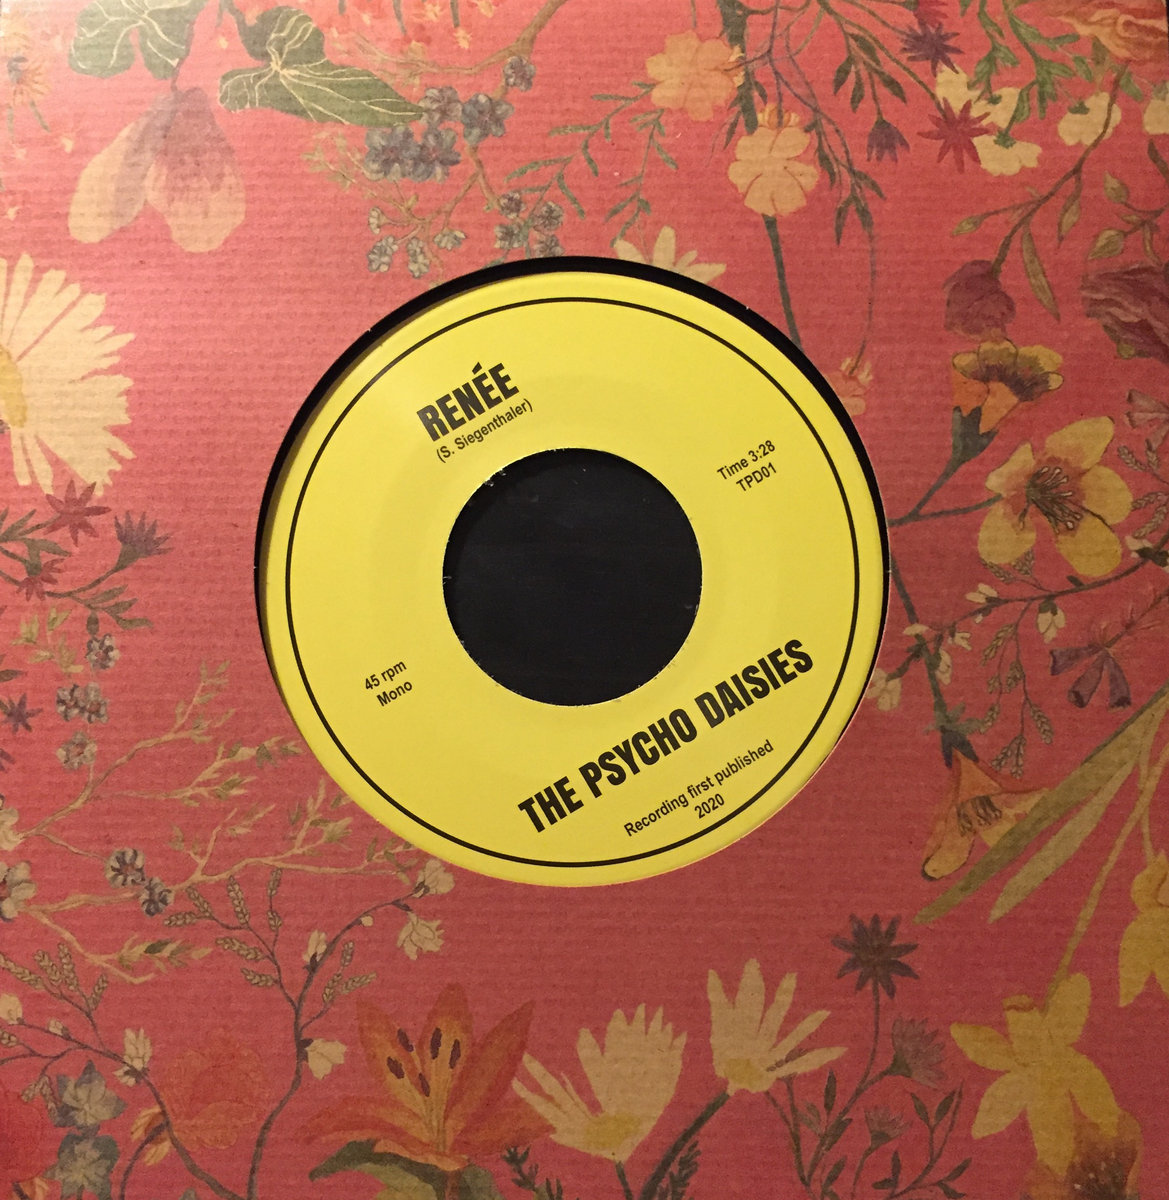 RENÉE
(S. Siegenthaler)
Time 3:28
TPD01
45 rpm
Mono
THE PSYCHO DAISIES
Recording first published
2020